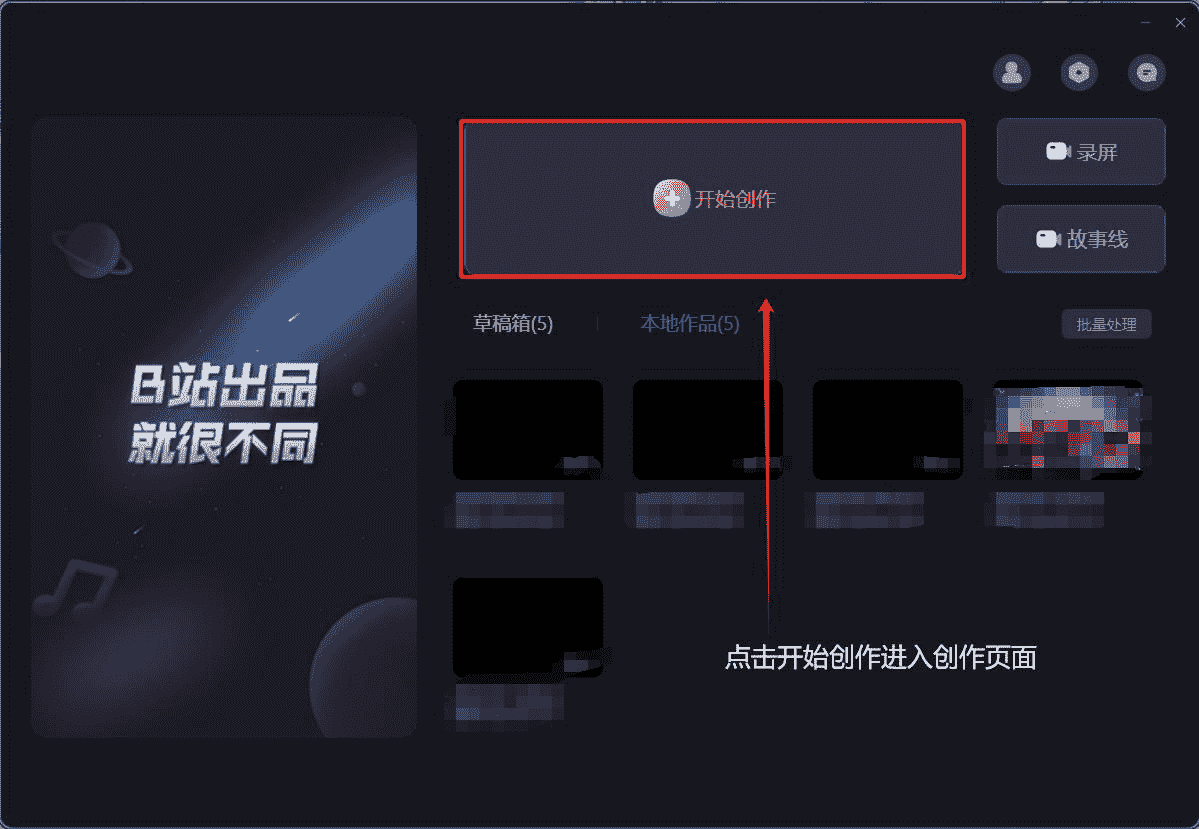 B站出品
就很不同
开始创作
录屏
故事线
草稿箱(5)
本地作品(5)
批量处理
点击开始创作进入创作页面